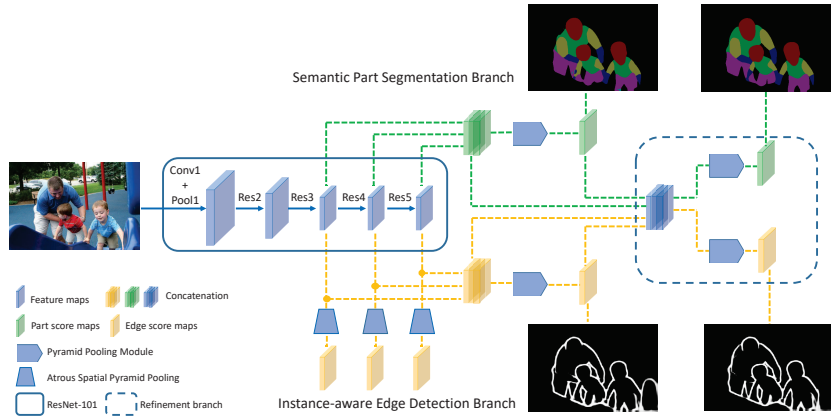 Semantic Part Segmentation Branch
Conv1
+
Pool1
Res2
Res3
Res4
Res5
Feature maps
Concatenation
Part score maps
Edge score maps
Pyramid Pooling Module
Atrous Spatial Pyramid Pooling
ResNet-101
Refinement branch
Instance-aware Edge Detection Branch